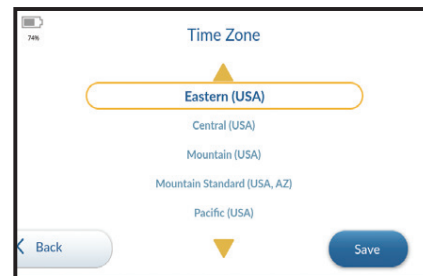 74%
Time Zone
Eastern (USA)
Central (USA)
Mountain (USA)
Mountain Standard (USA, AZ)
Pacific (USA)
Back
Save